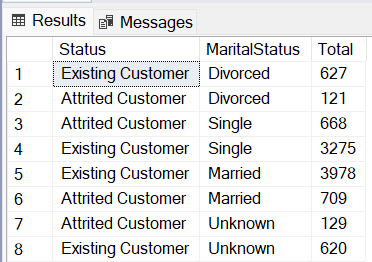 Results Messages
Status MaritalStatus Total
1 Existing Customer Divorced 627
2 Attrited Customer Divorced 121
3 Attrited Customer Single 668
4 Existing Customer Single 3275
5 Existing Customer Married 3978
6 Attrited Customer Married 709
7 Attrited Customer Unknown 129
8 Existing Customer Unknown 620